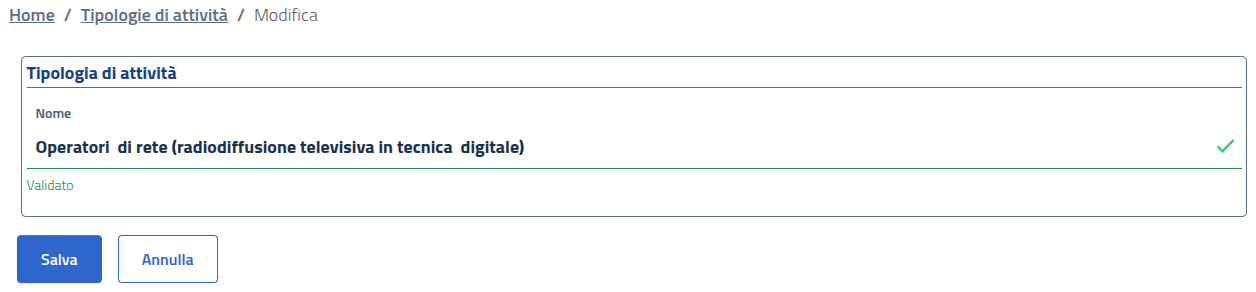 Home / Tipologie di attività / Modifica
Tipologia di attività
Nome
Operatori  di rete (radiodiffusione televisiva in tecnica  digitale)
Validato
Salva Annulla